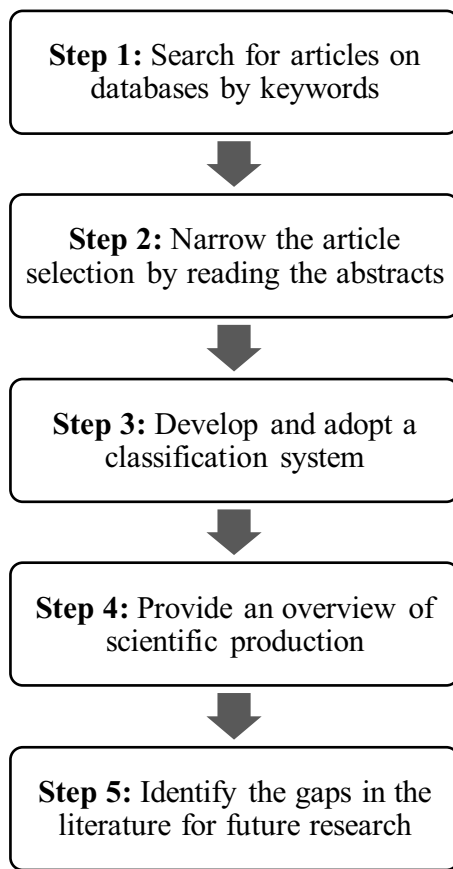 Step 1: Search for articles on
databases by keywords
Step 2: Narrow the article
selection by reading the abstracts
Step 3: Develop and adopt a
classification system
Step 4: Provide an overview of
scientific production
Step 5: Identify the gaps in the
literature for future research